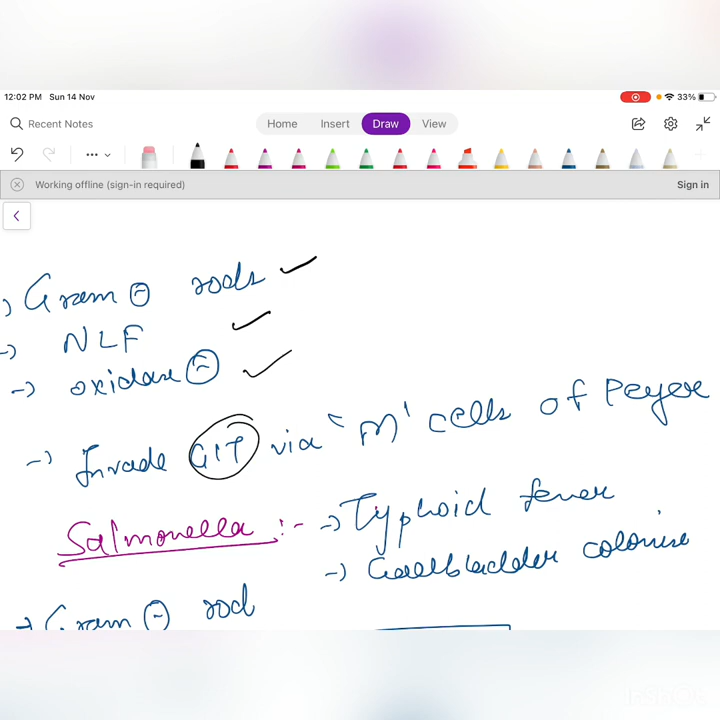 12:02 PM Sun 14 Nov
33%
Recent Notes
Home Insert Draw View
Working offline (sign-in required) Sign in
→ Gram ⊖ rods ✓
→ NLF ✓
→ oxidase ⊖ ✓
→ Invade GIT via "M' cells of Peyer
Salmonella :- → Typhoid fever
→ Gallbladder colonise
→ Gram ⊖ rod